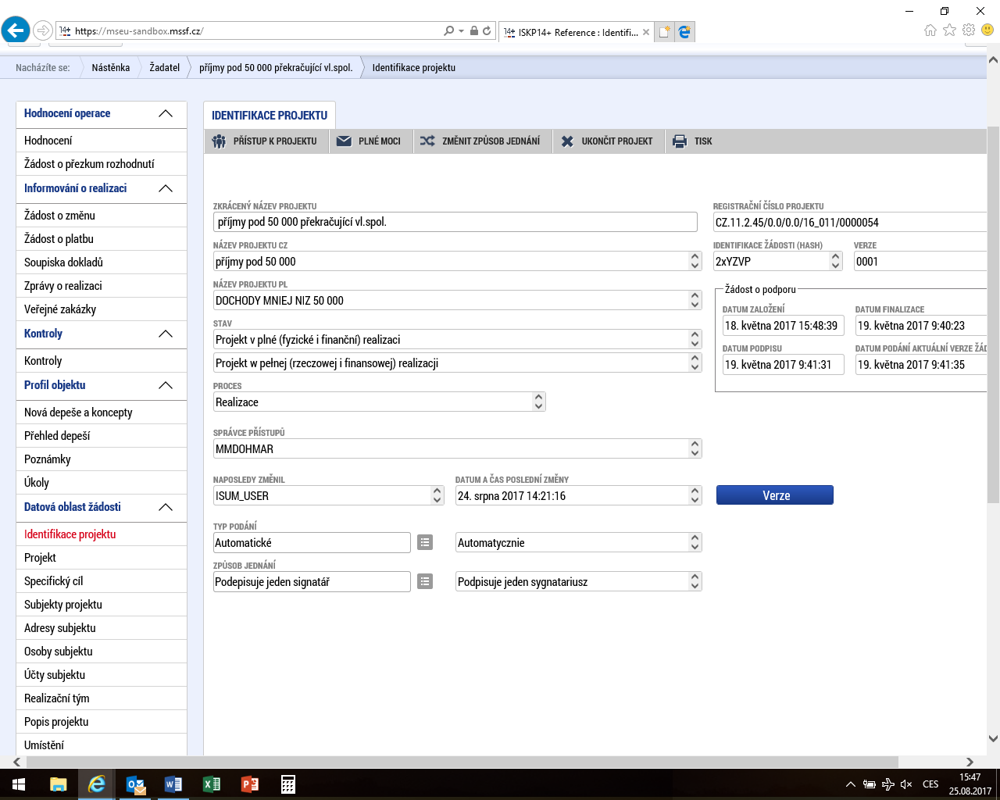 https://mseu-sandbox.mssf.cz/
ISKP14+ Reference : Identifi...
Nacházíte se: Nástěnka Žadatel příjmy pod 50 000 překračující vl.spol. Identifikace projektu
Hodnocení operace
Hodnocení
Žádost o přezkum rozhodnutí
Informování o realizaci
Žádost o změnu
Žádost o platbu
Soupiska dokladů
Zprávy o realizaci
Veřejné zakázky
Kontroly
Kontroly
Profil objektu
Nová depeše a koncepty
Přehled depeší
Poznámky
Úkoly
Datová oblast žádosti
Identifikace projektu
Projekt
Specifický cíl
Subjekty projektu
Adresy subjektu
Osoby subjektu
Účty subjektu
Realizační tým
Popis projektu
Umístění
IDENTIFIKACE PROJEKTU
PŘÍSTUP K PROJEKTU PLNÉ MOCI ZMĚNIT ZPŮSOB JEDNÁNÍ UKONČIT PROJEKT TISK
ZKRÁCENÝ NÁZEV PROJEKTU
příjmy pod 50 000 překračující vl.spol.
NÁZEV PROJEKTU CZ
příjmy pod 50 000
NÁZEV PROJEKTU PL
DOCHODY MNIEJ NIZ 50 000
STAV
Projekt v plné (fyzické i finanční) realizaci
Projekt w pełnej (rzeczowej i finansowej) realizacji
PROCES
Realizace
SPRÁVCE PŘÍSTUPŮ
MMDOHMAR
NAPOSLEDY ZMĚNIL DATUM A ČAS POSLEDNÍ ZMĚNY
ISUM_USER 24. srpna 2017 14:21:16 Verze
TYP PODÁNÍ
Automatické Automatycznie
ZPŮSOB JEDNÁNÍ
Podepisuje jeden signatář Podpisuje jeden sygnatariusz
REGISTRAČNÍ ČÍSLO PROJEKTU
CZ.11.2.45/0.0/0.0/16_011/0000054
IDENTIFIKACE ŽÁDOSTI (HASH) VERZE
2xYZVP 0001
Žádost o podporu
DATUM ZALOŽENÍ DATUM FINALIZACE
18. května 2017 15:48:39 19. května 2017 9:40:23
DATUM PODPISU DATUM PODÁNÍ AKTUÁLNÍ VERZE ŽÁD
19. května 2017 9:41:31 19. května 2017 9:41:35
CES
15:47
25.08.2017